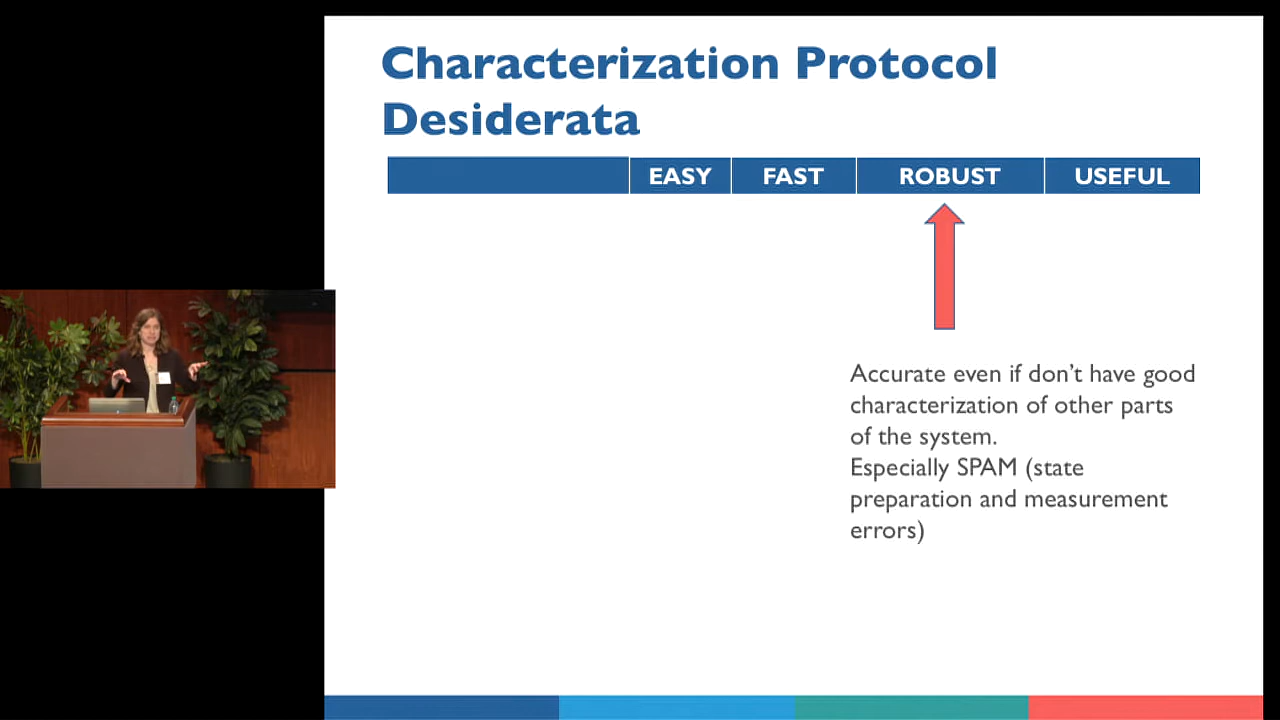 Characterization Protocol
Desiderata
EASY FAST ROBUST USEFUL
Accurate even if don’t have good
characterization of other parts
of the system.
Especially SPAM (state
preparation and measurement
errors)